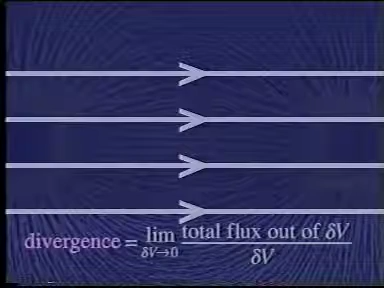 divergence = lim δV→0 total flux out of δV / δV